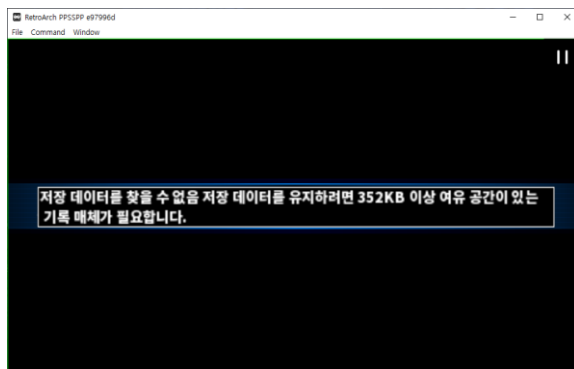 RetroArch PPSSPP e97996d
File Command Window
저장 데이터를 찾을 수 없음 저장 데이터를 유지하려면 352KB 이상 여유 공간이 있는
기록 매체가 필요합니다.